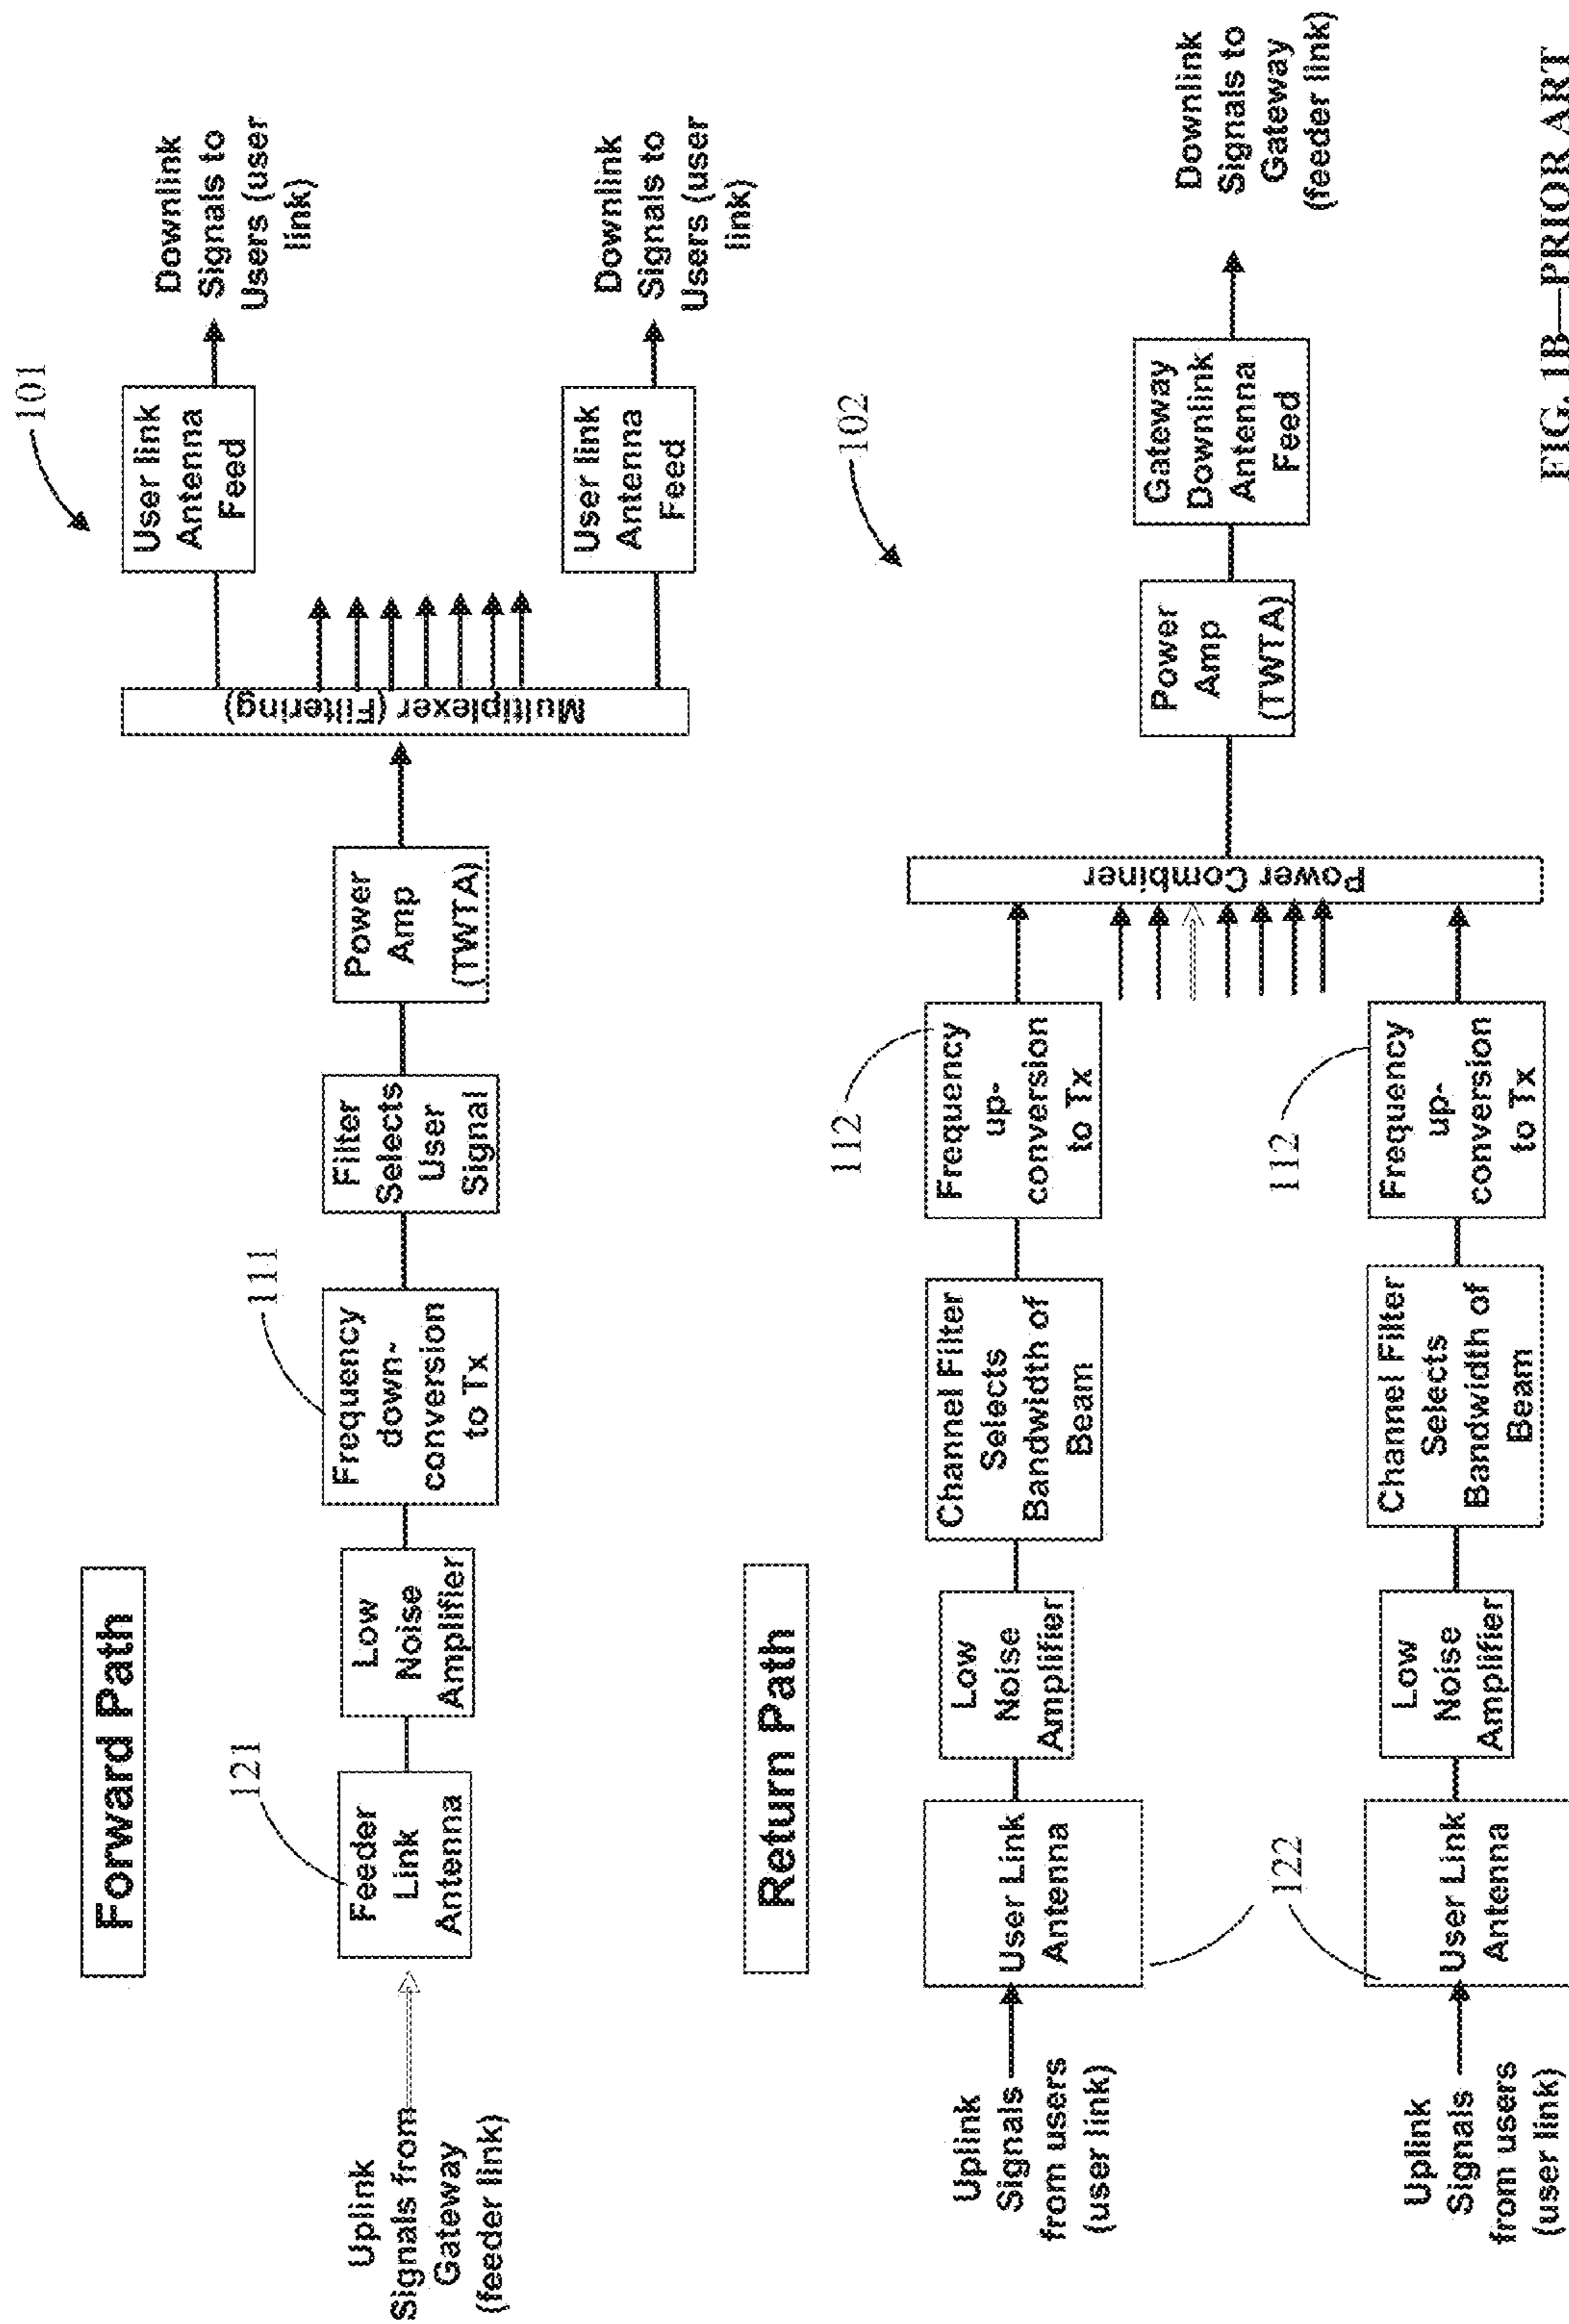 Forward Path
101
Uplink
Signals from
Gateway
(feeder link)
121
Feeder
Link
Antenna
Low
Noise
Amplifier
111
Frequency
down-
conversion
to Tx
Filter
Selects
User
Signal
Power
Amp
(TWTA)
Multiplexer (Filtering)
User link
Antenna
Feed
Downlink
Signals to
Users (user
link)
User link
Antenna
Feed
Downlink
Signals to
Users (user
link)
Return Path
102
Uplink
Signals
from users
(user link)
User Link
Antenna
Low
Noise
Amplifier
Channel Filter
Selects
Bandwidth of
Beam
112
Frequency
up-
conversion
to Tx
122
Uplink
Signals
from users
(user link)
User Link
Antenna
Low
Noise
Amplifier
Channel Filter
Selects
Bandwidth of
Beam
112
Frequency
up-
conversion
to Tx
Power Combiner
Power
Amp
(TWTA)
Gateway
Downlink
Antenna
Feed
Downlink
Signals to
Gateway
(feeder link)
FIG. 1B—PRIOR ART